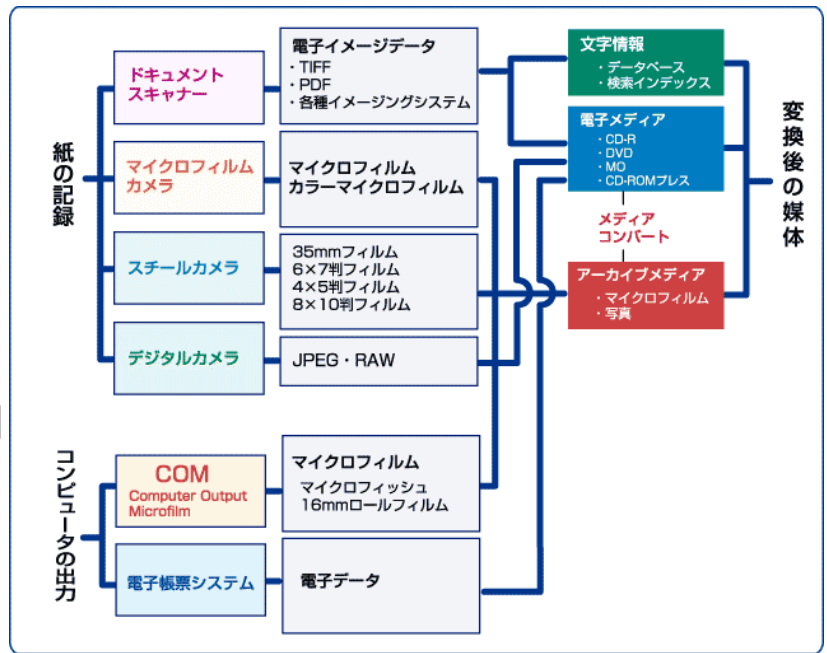 紙の記録
ドキュメント
スキャナー
電子イメージデータ
・TIFF
・PDF
・各種イメージングシステム
マイクロフィルム
カメラ
マイクロフィルム
カラーマイクロフィルム
スチールカメラ
35mmフィルム
6×7判フィルム
4×5判フィルム
8×10判フィルム
デジタルカメラ
JPEG・RAW
コンピュータの出力
COM
Computer Output
Microfilm
マイクロフィルム
マイクロフィッシュ
16mmロールフィルム
電子帳票システム
電子データ
文字情報
・データベース
・検索インデックス
電子メディア
・CD-R
・DVD
・MO
・CD-ROMプレス
メディア
コンバート
アーカイブメディア
・マイクロフィルム
・写真
変換後の媒体